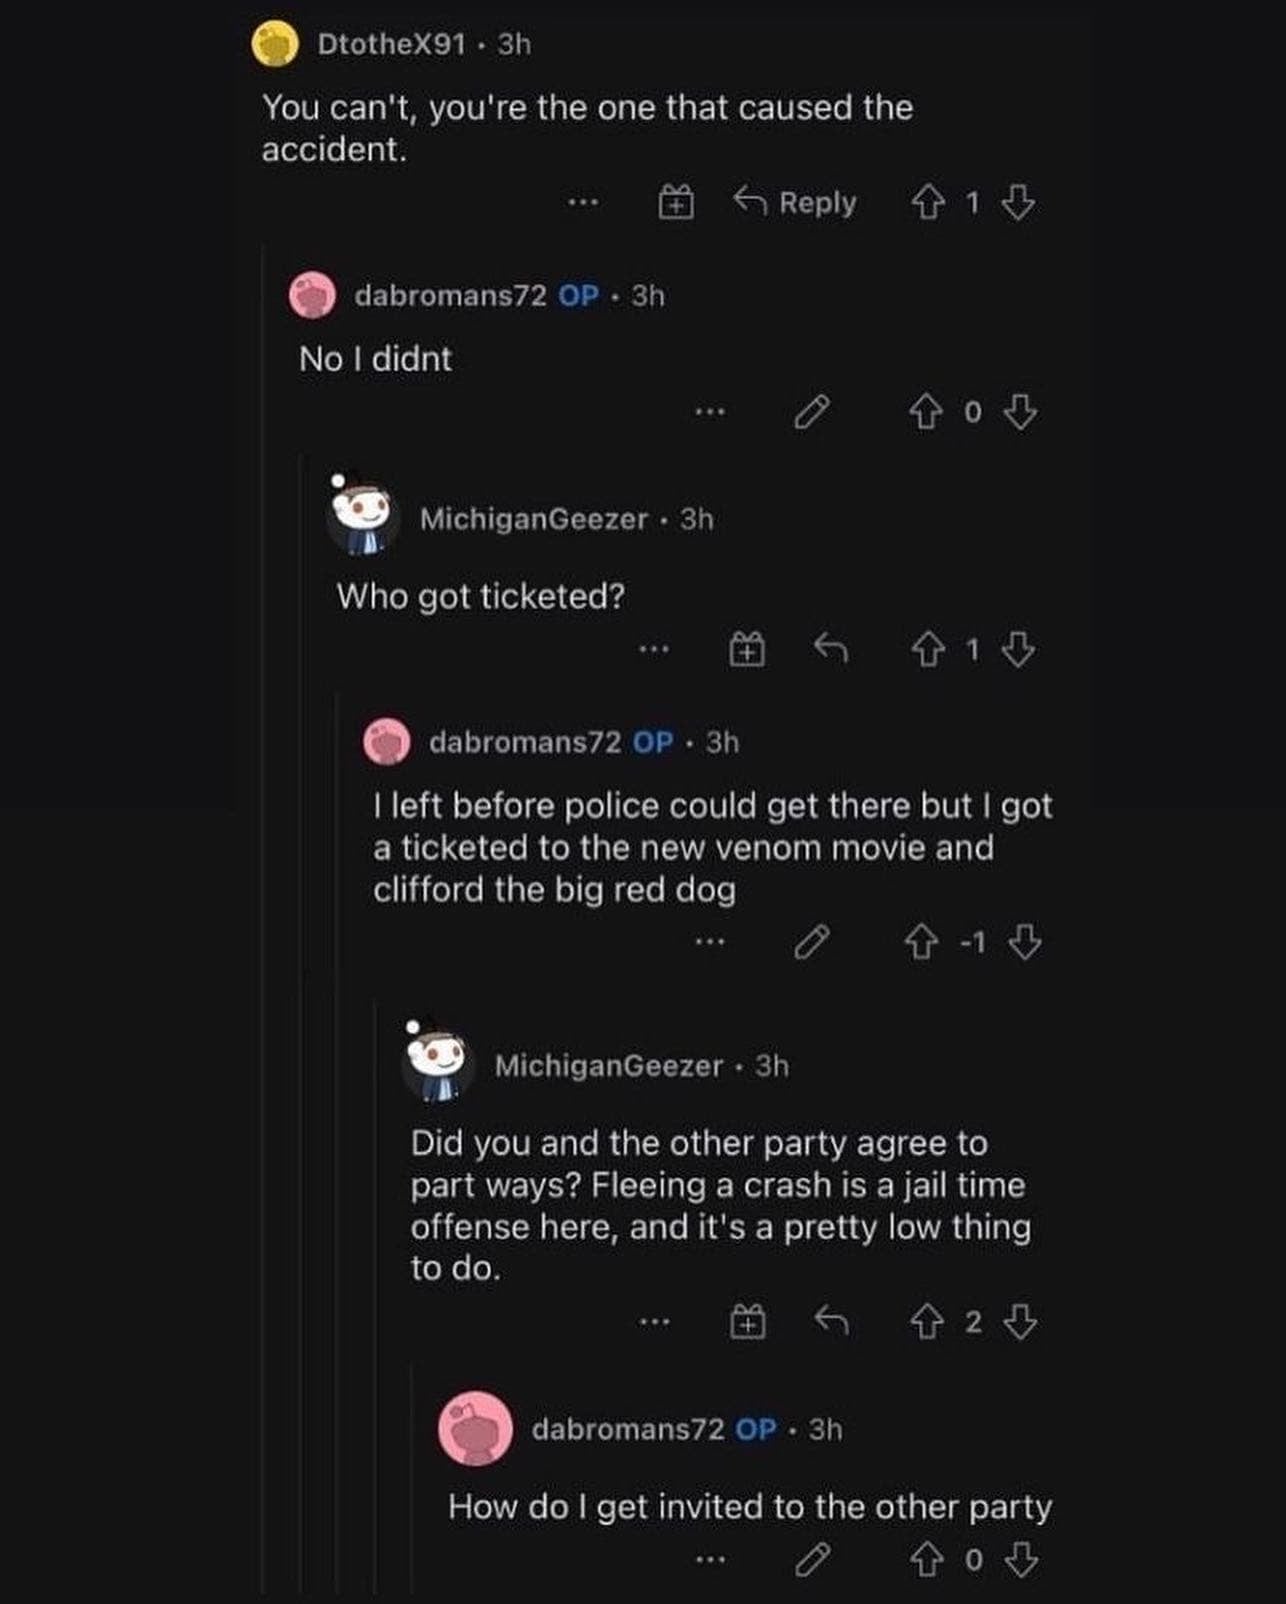 DtotheX91 · 3h
You can't, you're the one that caused the
accident.
Reply 1
dabromans72 OP · 3h
No I didnt
0
MichiganGeezer · 3h
Who got ticketed?
1
dabromans72 OP · 3h
I left before police could get there but I got
a ticketed to the new venom movie and
clifford the big red dog
-1
MichiganGeezer · 3h
Did you and the other party agree to
part ways? Fleeing a crash is a jail time
offense here, and it's a pretty low thing
to do.
2
dabromans72 OP · 3h
How do I get invited to the other party
0